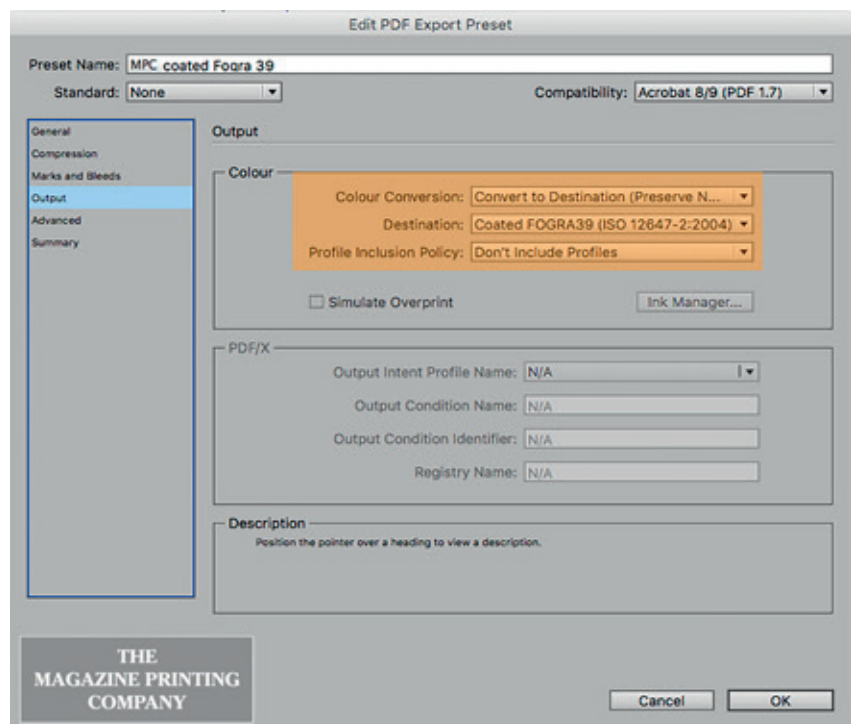 Edit PDF Export Preset
Preset Name: MPC coated Fogra 39
Standard: None Compatibility: Acrobat 8/9 (PDF 1.7)
General
Compression
Marks and Bleeds
Output
Advanced
Summary
Output
Colour
Colour Conversion: Convert to Destination (Preserve N...
Destination: Coated FOGRA39 (ISO 12647-2:2004)
Profile Inclusion Policy: Don't Include Profiles
Simulate Overprint Ink Manager...
PDF/X
Output Intent Profile Name: N/A
Output Condition Name: N/A
Output Condition Identifier: N/A
Registry Name: N/A
Description
Position the pointer over a heading to view a description.
THE
MAGAZINE PRINTING
COMPANY
Cancel OK